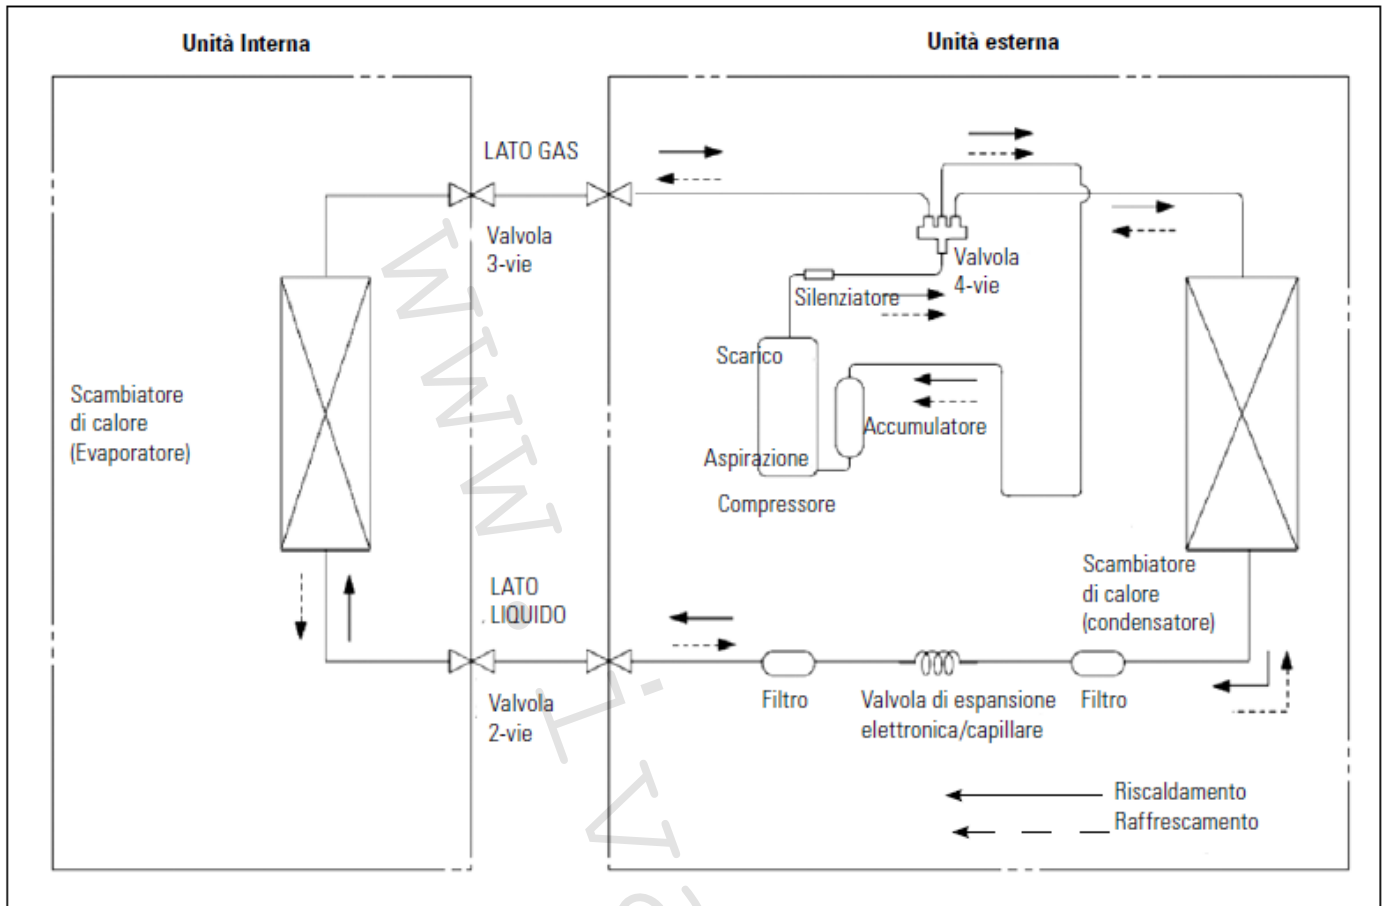 Unità Interna
Unità esterna
LATO GAS
Valvola
3-vie
Valvola
4-vie
Silenziatore
Scarico
Scambiatore
di calore
(Evaporatore)
Accumulatore
Aspirazione
Compressore
LATO
LIQUIDO
Scambiatore
di calore
(condensatore)
Valvola
2-vie
Filtro
Valvola di espansione
elettronica/capillare
Filtro
Riscaldamento
Raffrescamento